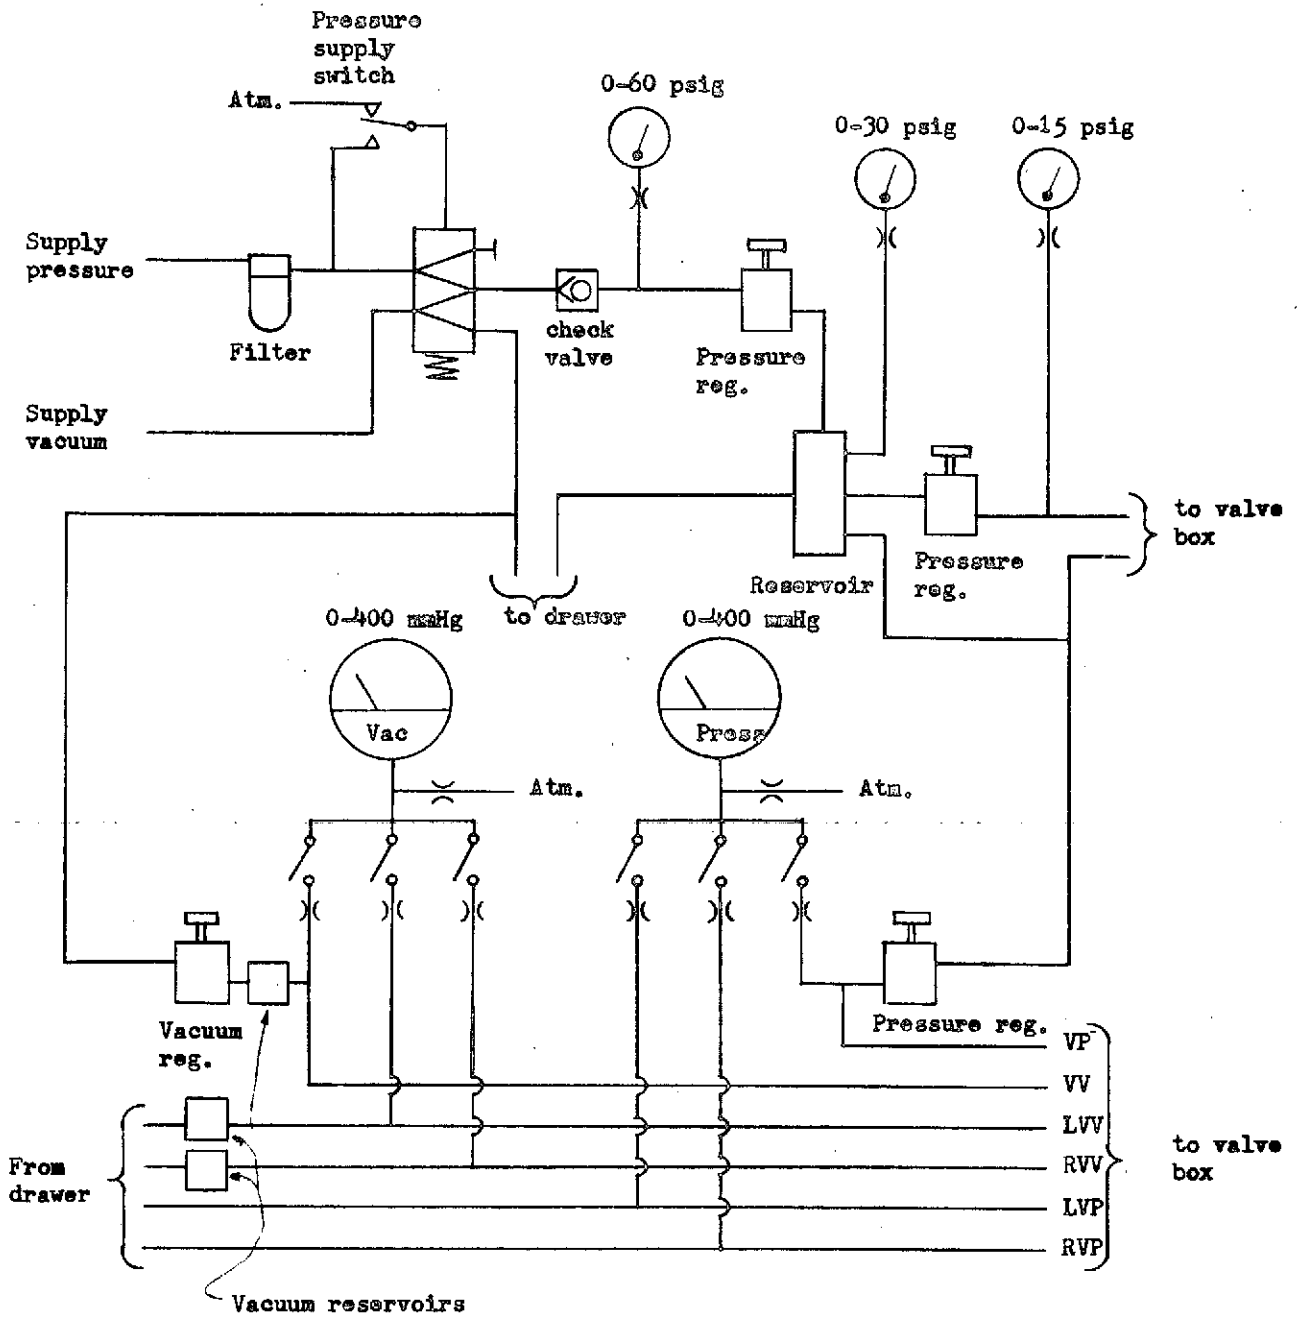 Pressure
supply
switch
Atm.
0-60 psig
0-30 psig
0-15 psig
Supply
pressure
Filter
check
valve
Pressure
reg.
Supply
vacuum
to valve
box
Pressure
reg.
Reservoir
to drawer
0-400 mmHg
0-400 mmHg
Vac
Press
Atm.
Atm.
Vacuum
reg.
Pressure reg.
VP
VV
LVV
RVV
LVP
RVP
From
drawer
to valve
box
Vacuum reservoirs